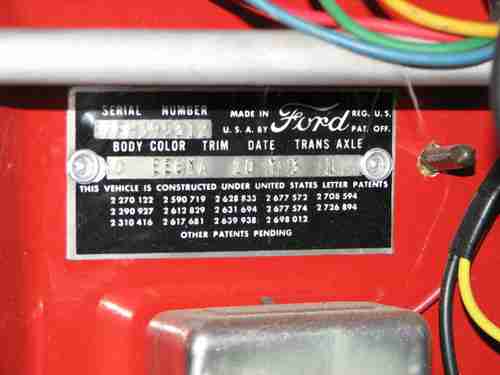 SERIAL NUMBER MADE IN Ford REG. U.S.
U.S.A. BY PAT. OFF.
BODY COLOR TRIM DATE TRANS AXLE
THIS VEHICLE IS CONSTRUCTED UNDER UNITED STATES LETTER PATENTS
2 270 122 2 590 719 2 628 833 2 677 572 2 705 594
2 290 927 2 612 829 2 631 694 2 677 574 2 726 894
2 310 416 2 617 681 2 639 938 2 698 012
OTHER PATENTS PENDING